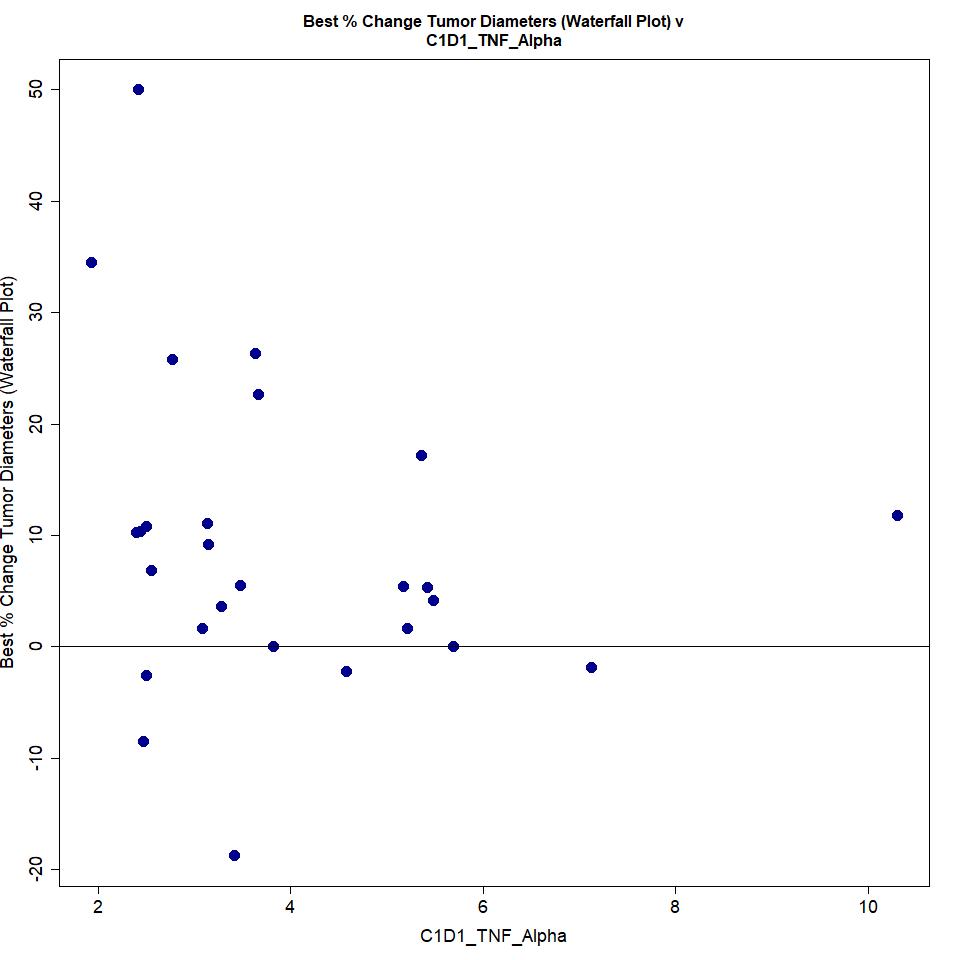 Best % Change Tumor Diameters (Waterfall Plot) v
C1D1_TNF_Alpha
Best % Change Tumor Diameters (Waterfall Plot)
50
40
30
20
10
0
-10
-20
2 4 6 8 10
C1D1_TNF_Alpha